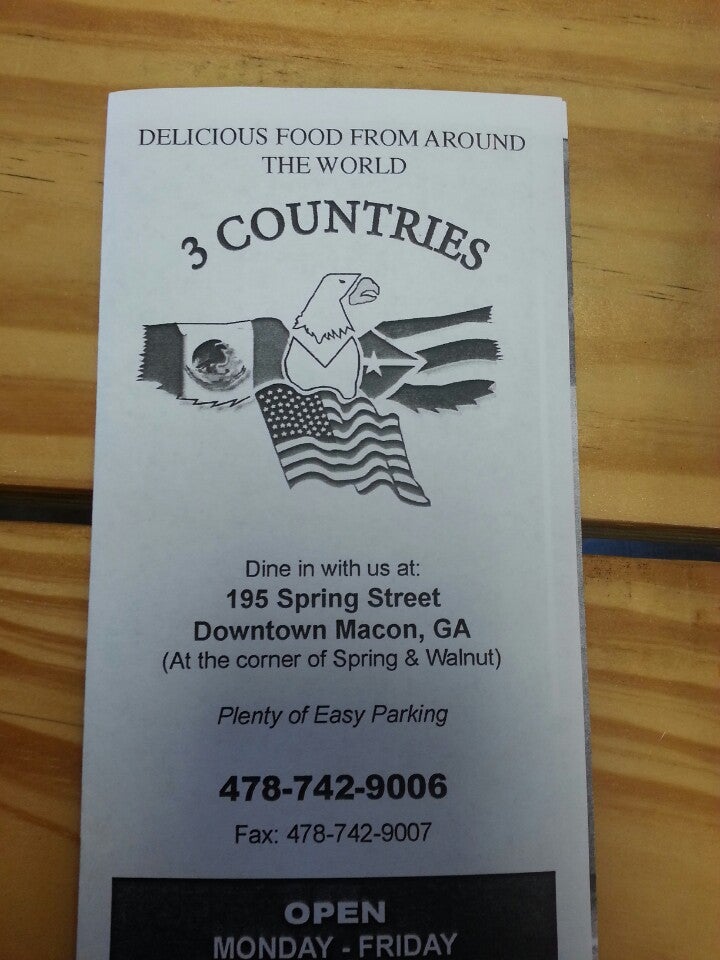 DELICIOUS FOOD FROM AROUND
THE WORLD
3 COUNTRIES
Dine in with us at:
195 Spring Street
Downtown Macon, GA
(At the corner of Spring & Walnut)
Plenty of Easy Parking
478-742-9006
Fax: 478-742-9007
OPEN
MONDAY - FRIDAY